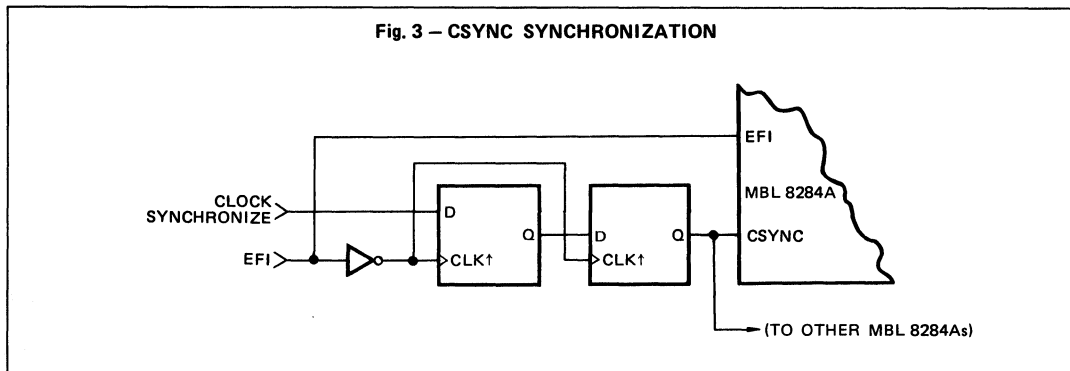 Fig. 3 – CSYNC SYNCHRONIZATION
EFI
MBL 8284A
CLOCK
SYNCHRONIZE
D
Q
D
Q
CSYNC
EFI
CLK↑
CLK↑
(TO OTHER MBL 8284As)